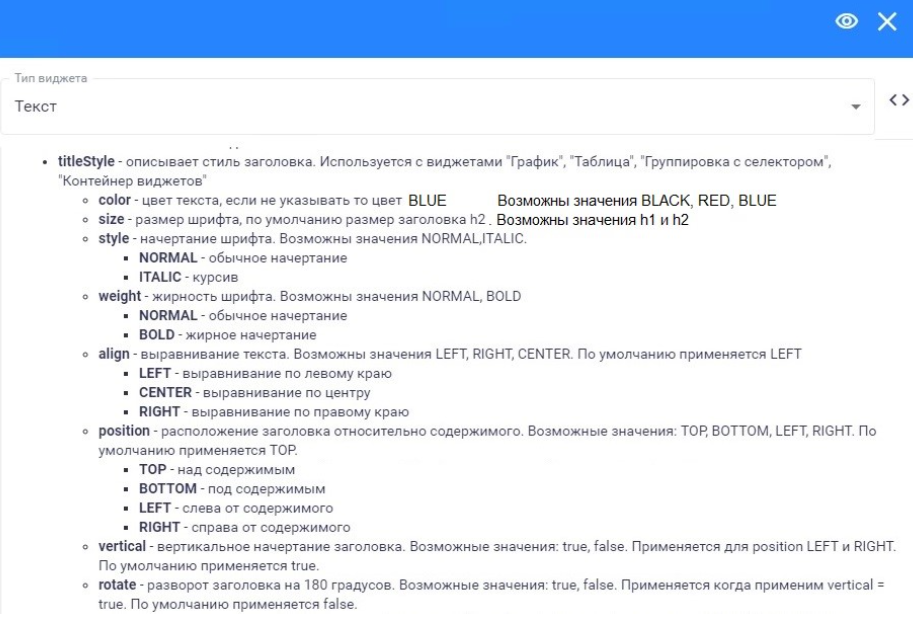 Тип виджета
Текст
titleStyle - описывает стиль заголовка. Используется с виджетами "График", "Таблица", "Группировка с селектором",
"Контейнер виджетов"
color - цвет текста, если не указывать то цвет BLUE Возможны значения BLACK, RED, BLUE
size - размер шрифта, по умолчанию размер заголовка h2 . Возможны значения h1 и h2
style - начертание шрифта. Возможны значения NORMAL,ITALIC.
NORMAL - обычное начертание
ITALIC - курсив
weight - жирность шрифта. Возможны значения NORMAL, BOLD
NORMAL - обычное начертание
BOLD - жирное начертание
align - выравнивание текста. Возможны значения LEFT, RIGHT, CENTER. По умолчанию применяется LEFT
LEFT - выравнивание по левому краю
CENTER - выравнивание по центру
RIGHT - выравнивание по правому краю
position - расположение заголовка относительно содержимого. Возможные значения: TOP, BOTTOM, LEFT, RIGHT. По
умолчанию применяется TOP.
TOP - над содержимым
BOTTOM - под содержимым
LEFT - слева от содержимого
RIGHT - справа от содержимого
vertical - вертикальное начертание заголовка. Возможные значения: true, false. Применяется для position LEFT и RIGHT.
По умолчанию применяется true.
rotate - разворот заголовка на 180 градусов. Возможные значения: true, false. Применяется когда применим vertical =
true. По умолчанию применяется false.